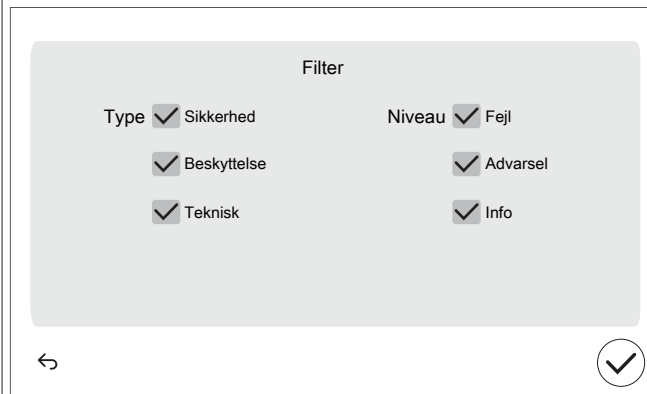 Filter
Type Sikkerhed Niveau Fejl
Beskyttelse Advarsel
Teknisk Info